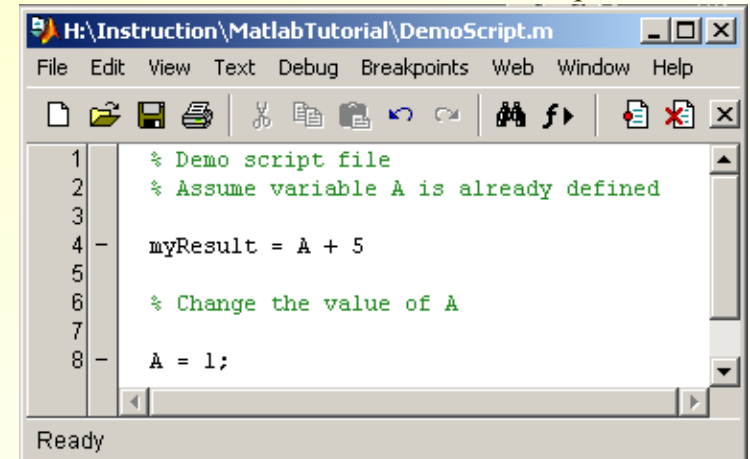 H:\Instruction\MatlabTutorial\DemoScript.m
File Edit View Text Debug Breakpoints Web Window Help
1 % Demo script file
2 % Assume variable A is already defined
3
4 – myResult = A + 5
5
6 % Change the value of A
7
8 – A = 1;
Ready